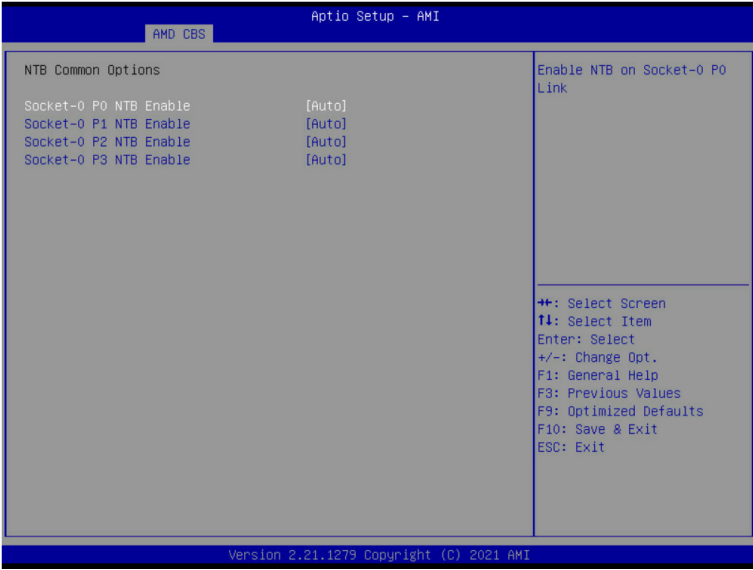 Aptio Setup – AMI
AMD CBS
NTB Common Options
Socket-0 P0 NTB Enable [Auto]
Socket-0 P1 NTB Enable [Auto]
Socket-0 P2 NTB Enable [Auto]
Socket-0 P3 NTB Enable [Auto]
Enable NTB on Socket-0 P0
Link
→←: Select Screen
↑↓: Select Item
Enter: Select
+/-: Change Opt.
F1: General Help
F3: Previous Values
F9: Optimized Defaults
F10: Save & Exit
ESC: Exit
Version 2.21.1279 Copyright (C) 2021 AMI